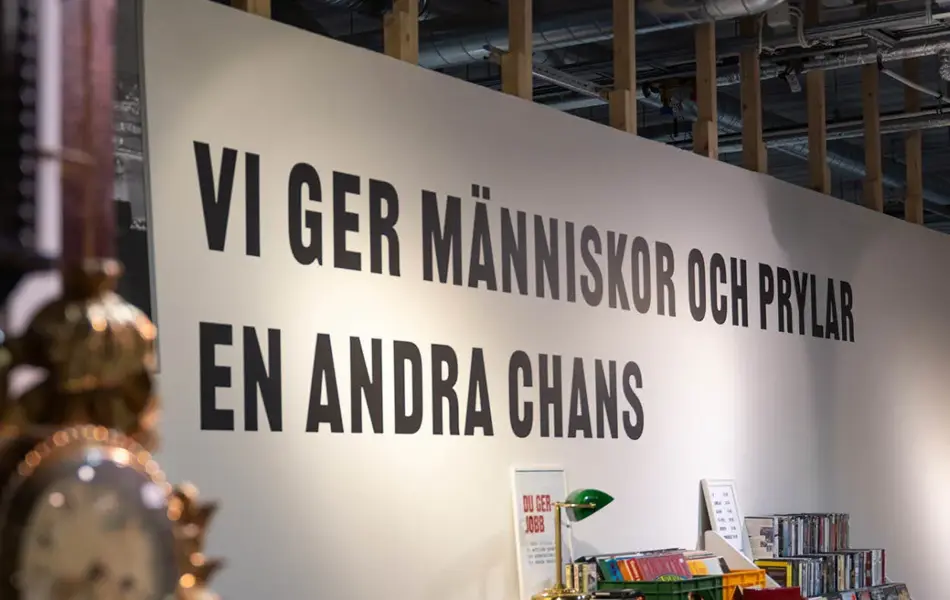 VI GER MÄNNISKOR OCH PRYLAR
EN ANDRA CHANS
DU GER
JOBB